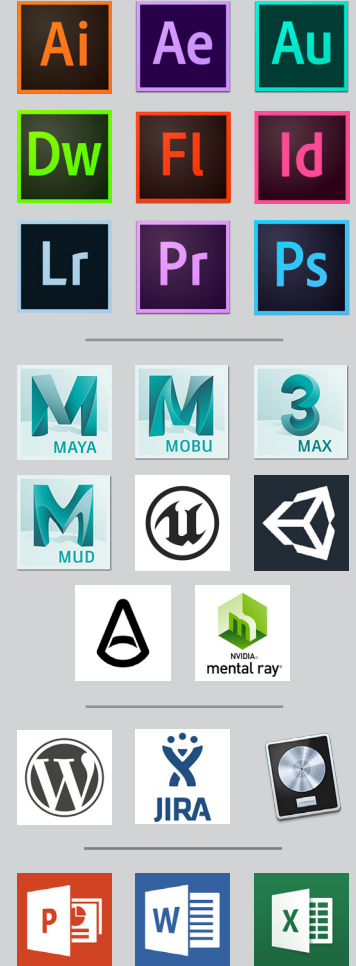 Ai
Ae
Au
Dw
Fl
Id
Lr
Pr
Ps
M
MAYA
M
MOBU
3
MAX
M
MUD
u
m
NVIDIA®
mental ray®
W
JIRA
P
W
X